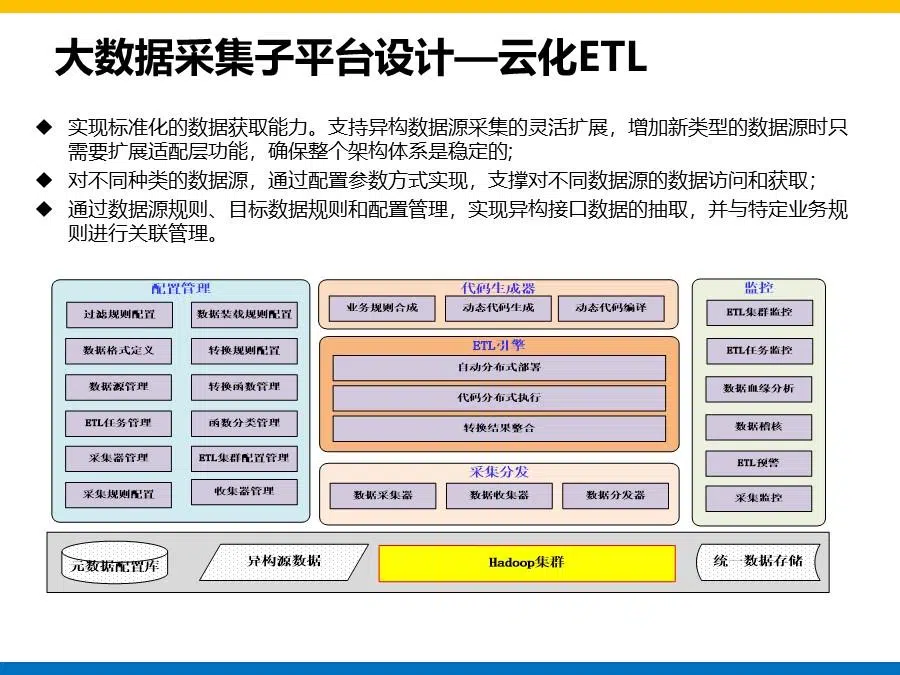 大数据采集子平台设计—云化ETL
实现标准化的数据获取能力。支持异构数据源采集的灵活扩展，增加新类型的数据源时只
需要扩展适配层功能，确保整个架构体系是稳定的;
对不同种类的数据源，通过配置参数方式实现，支撑对不同数据源的数据访问和获取；
通过数据源规则、目标数据规则和配置管理，实现异构接口数据的抽取，并与特定业务规
则进行关联管理。
配置管理
过滤规则配置
数据装载规则配置
数据格式定义
转换规则配置
数据源管理
转换函数管理
ETL任务管理
函数分类管理
采集器管理
ETL集群配置管理
采集规则配置
收集器管理
代码生成器
业务规则合成
动态代码生成
动态代码编译
ETL引擎
自动分布式部署
代码分布式执行
转换结果整合
采集分发
数据采集器
数据收集器
数据分发器
监控
ETL集群监控
ETL任务监控
数据血缘分析
数据稽核
ETL预警
采集监控
元数据配置库
异构源数据
Hadoop集群
统一数据存储